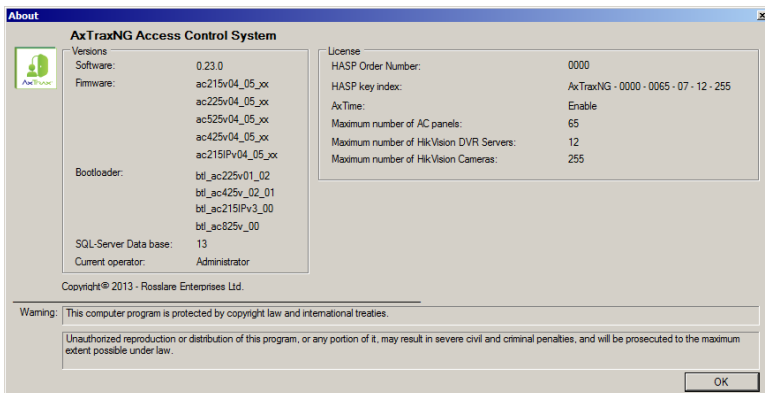 About
AxTraxNG Access Control System
AxTrax
Versions
Software: 0.23.0
Firmware: ac215v04_05_xx
ac225v04_05_xx
ac525v04_05_xx
ac425v04_05_xx
ac215IPv04_05_xx
Bootloader: btl_ac225v01_02
btl_ac425v_02_01
btl_ac215IPv3_00
btl_ac825v_00
SQL-Server Data base: 13
Current operator: Administrator
License
HASP Order Number: 0000
HASP key index: AxTraxNG - 0000 - 0065 - 07 - 12 - 255
AxTime: Enable
Maximum number of AC panels: 65
Maximum number of HikVision DVR Servers: 12
Maximum number of HikVision Cameras: 255
Copyright© 2013 - Rosslare Enterprises Ltd.
Warning: This computer program is protected by copyright law and international treaties.
Unauthorized reproduction or distribution of this program, or any portion of it, may result in severe civil and criminal penalties, and will be prosecuted to the maximum
extent possible under law.
OK